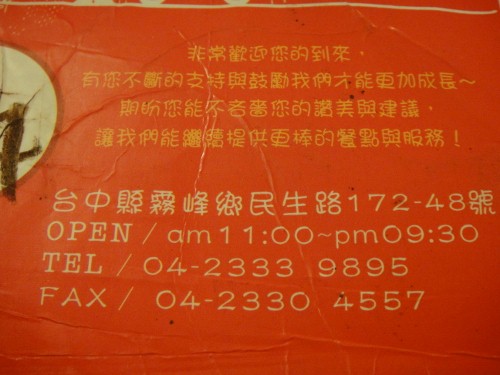 非常歡迎您的到來，
有您不斷的支持與鼓勵我們才能更加成長～
期盼您能不吝嗇您的讚美與建議，
讓我們能繼續提供更棒的餐點與服務！
台中縣霧峰鄉民生路172-48號
OPEN / am11:00~pm09:30
TEL / 04-2333 9895
FAX / 04-2330 4557